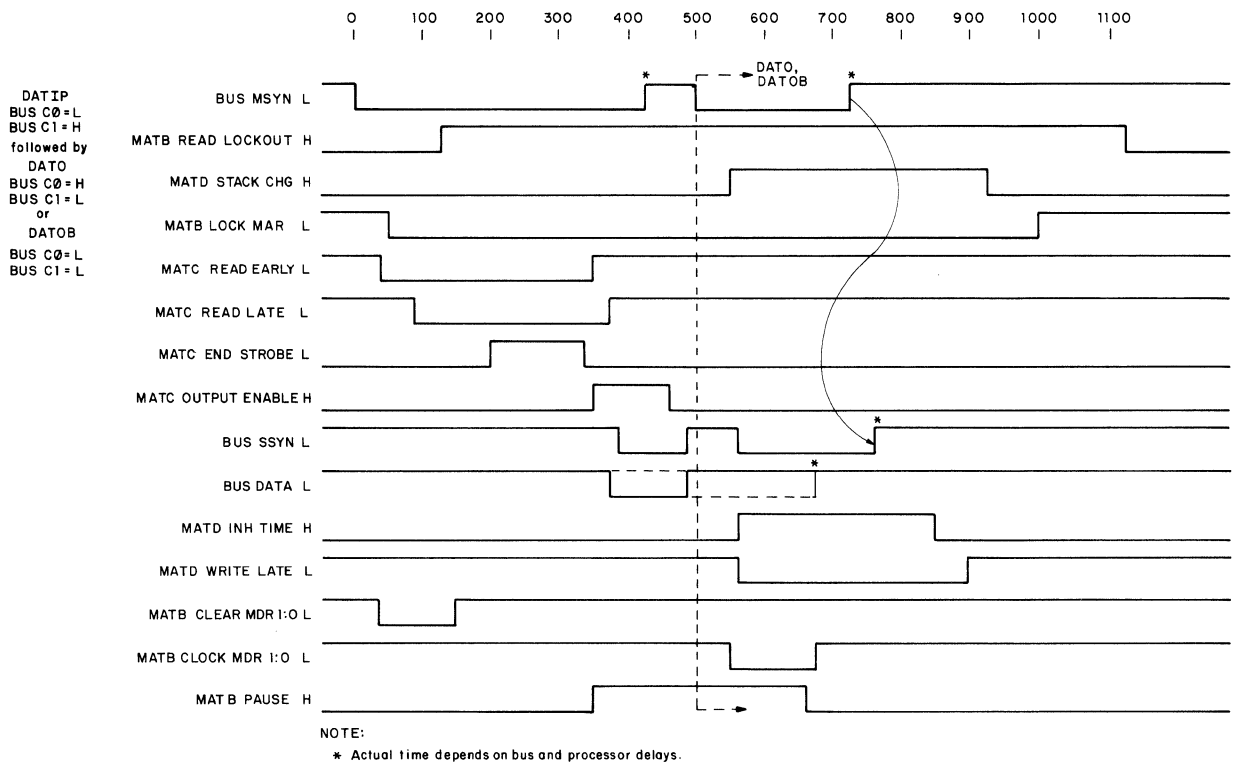 0 100 200 300 400 500 600 700 800 900 1000 1100
DATO,
DATOB
* *
DATIP
BUS CØ=L
BUS C1=H
followed by
DATO
BUS CØ=H
BUS C1=L
or
DATOB
BUS CØ=L
BUS C1=L
BUS MSYN L
MATB READ LOCKOUT H
MATD STACK CHG H
MATB LOCK MAR L
MATC READ EARLY L
MATC READ LATE L
MATC END STROBE L
MATC OUTPUT ENABLE H
*
BUS SSYN L
*
BUS DATA L
MATD INH TIME H
MATD WRITE LATE L
MATB CLEAR MDR 1:0 L
MATB CLOCK MDR 1:0 L
MATB PAUSE H
NOTE:
* Actual time depends on bus and processor delays.